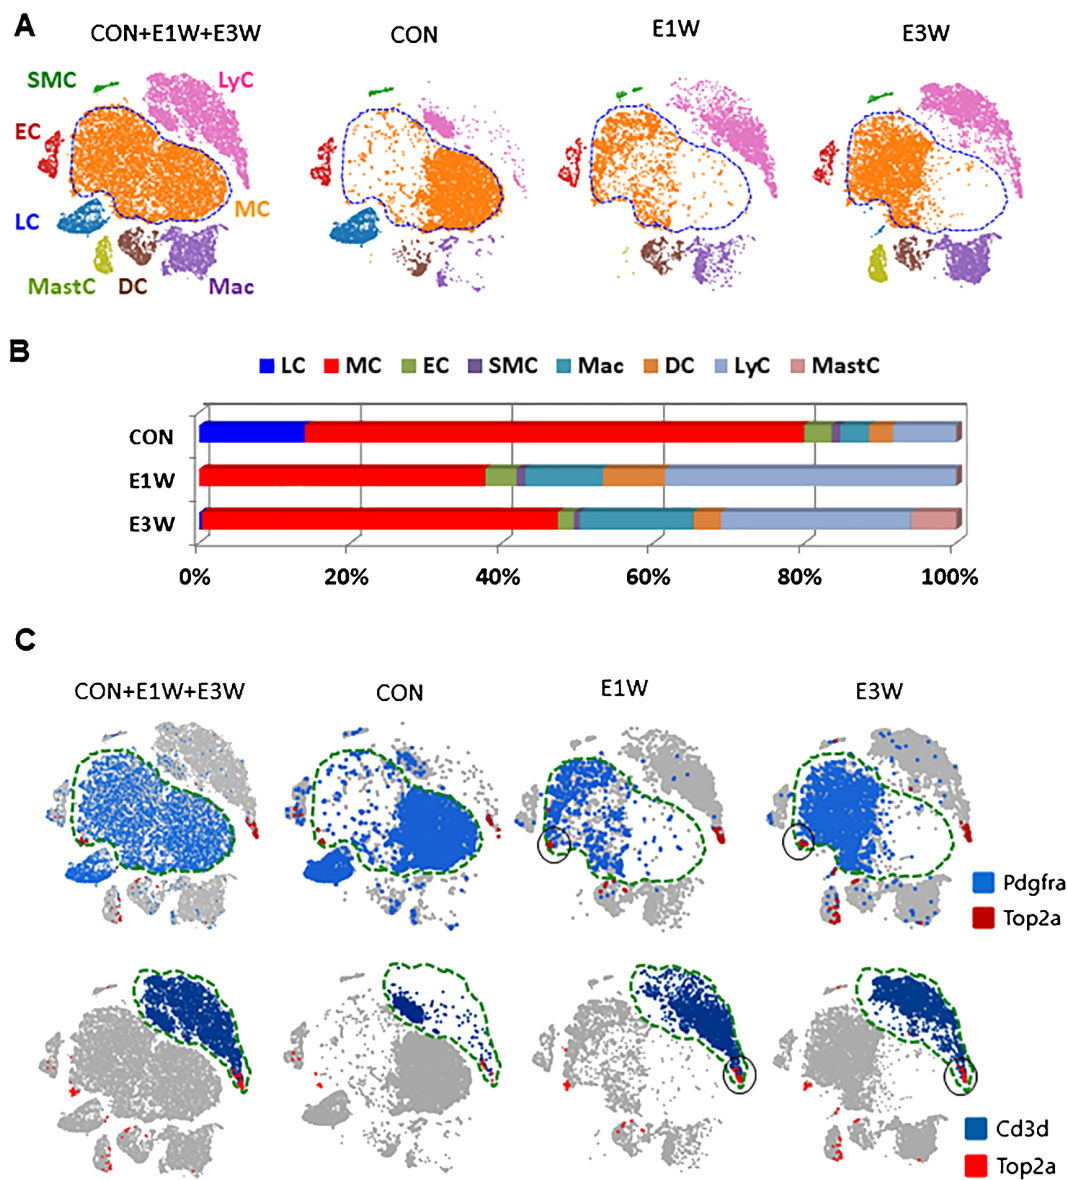 A
CON+E1W+E3W CON E1W E3W
SMC LyC
EC
LC MC
MastC DC Mac
B
LC MC EC SMC Mac DC LyC MastC
CON
E1W
E3W
0% 20% 40% 60% 80% 100%
C
CON+E1W+E3W CON E1W E3W
Pdgfra
Top2a
Cd3d
Top2a